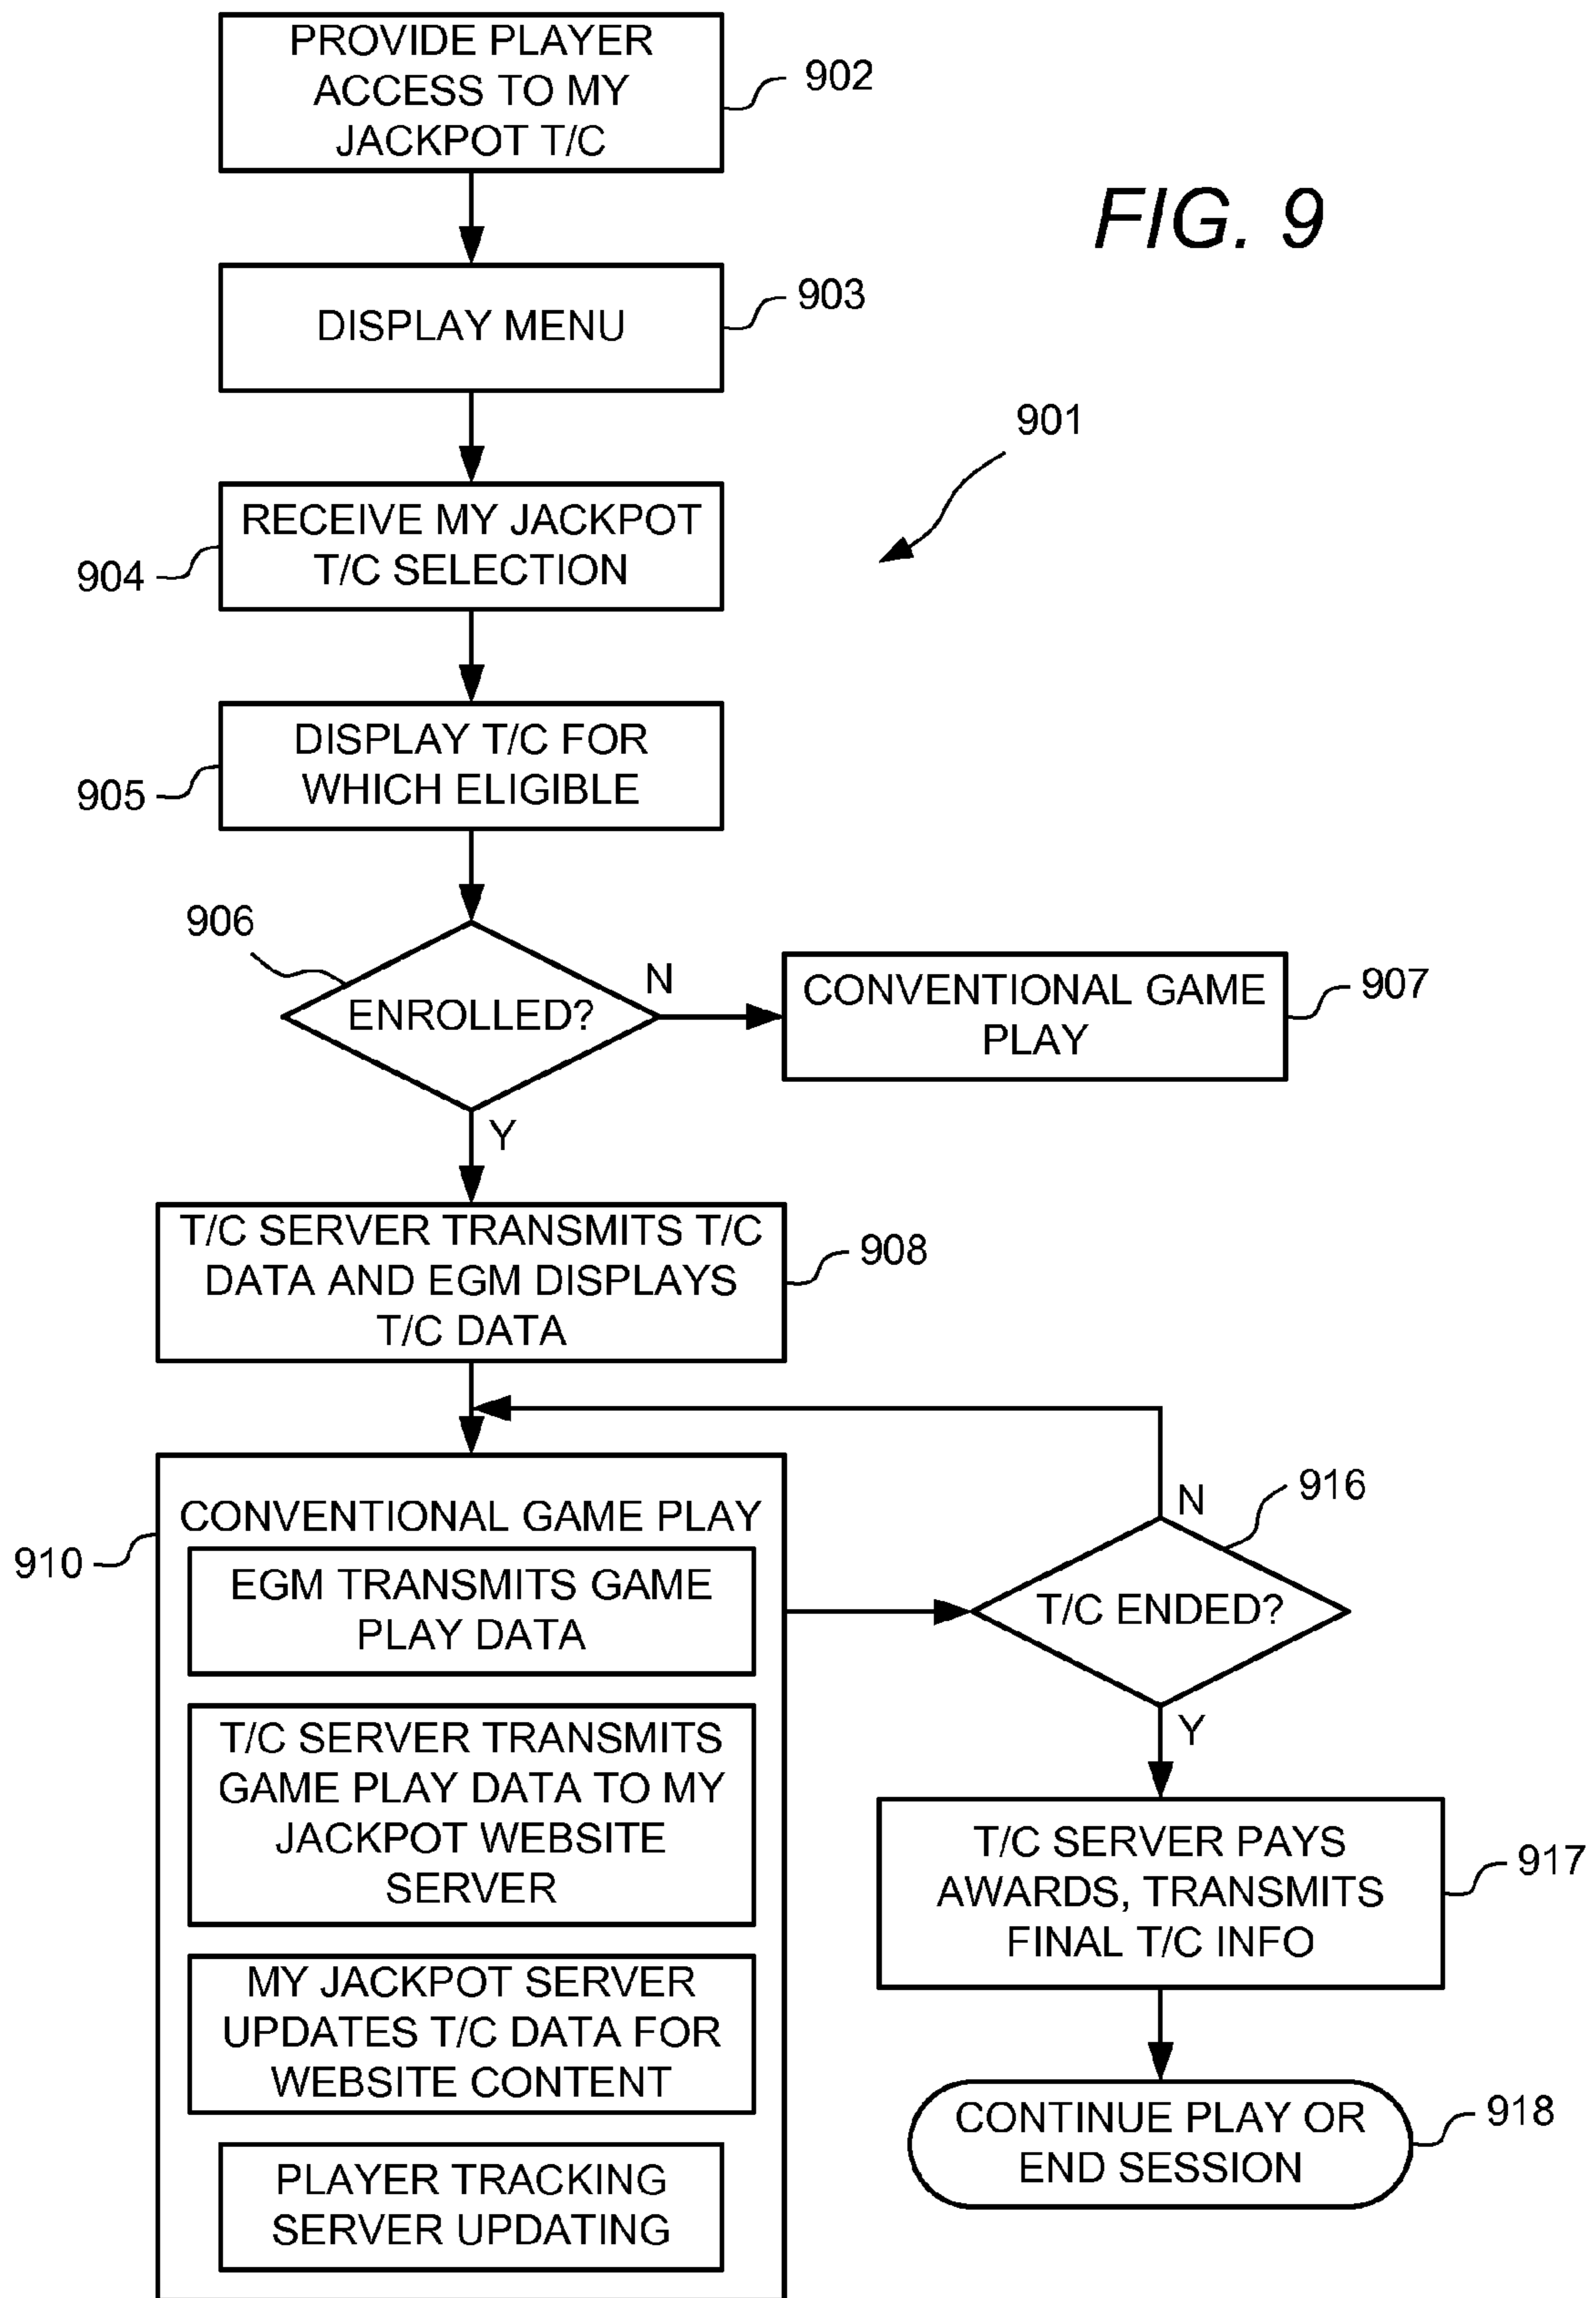 PROVIDE PLAYER
ACCESS TO MY
JACKPOT T/C
902
FIG. 9
DISPLAY MENU
903
901
RECEIVE MY JACKPOT
T/C SELECTION
904
DISPLAY T/C FOR
WHICH ELIGIBLE
905
906
ENROLLED?
N
CONVENTIONAL GAME
PLAY
907
Y
T/C SERVER TRANSMITS T/C
DATA AND EGM DISPLAYS
T/C DATA
908
CONVENTIONAL GAME PLAY
910
EGM TRANSMITS GAME
PLAY DATA
T/C SERVER TRANSMITS
GAME PLAY DATA TO MY
JACKPOT WEBSITE
SERVER
MY JACKPOT SERVER
UPDATES T/C DATA FOR
WEBSITE CONTENT
PLAYER TRACKING
SERVER UPDATING
N
916
T/C ENDED?
Y
T/C SERVER PAYS
AWARDS, TRANSMITS
FINAL T/C INFO
917
CONTINUE PLAY OR
END SESSION
918